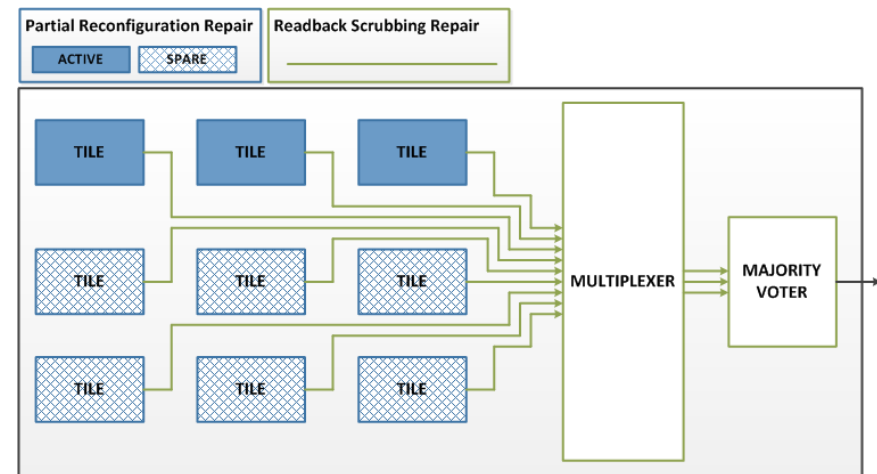 Partial Reconfiguration Repair
ACTIVE
SPARE
Readback Scrubbing Repair
TILE
TILE
TILE
TILE
TILE
TILE
MULTIPLEXER
MAJORITY
VOTER
TILE
TILE
TILE